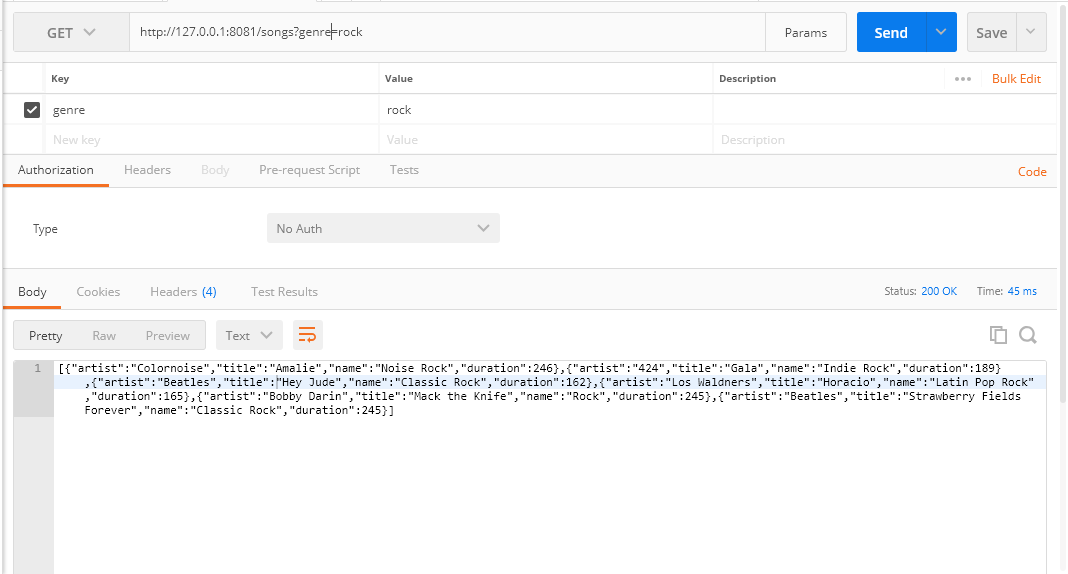 GET http://127.0.0.1:8081/songs?genre=rock Params Send Save
Key Value Description ••• Bulk Edit
genre rock
New key Value Description
Authorization Headers Body Pre-request Script Tests Code
Type No Auth
Body Cookies Headers (4) Test Results Status: 200 OK Time: 45 ms
Pretty Raw Preview Text
1 [{"artist":"Colornoise","title":"Amalie","name":"Noise Rock","duration":246},{"artist":"424","title":"Gala","name":"Indie Rock","duration":189}
,{"artist":"Beatles","title":"Hey Jude","name":"Classic Rock","duration":162},{"artist":"Los Waldners","title":"Horacio","name":"Latin Pop Rock"
,"duration":165},{"artist":"Bobby Darin","title":"Mack the Knife","name":"Rock","duration":245},{"artist":"Beatles","title":"Strawberry Fields
Forever","name":"Classic Rock","duration":245}]